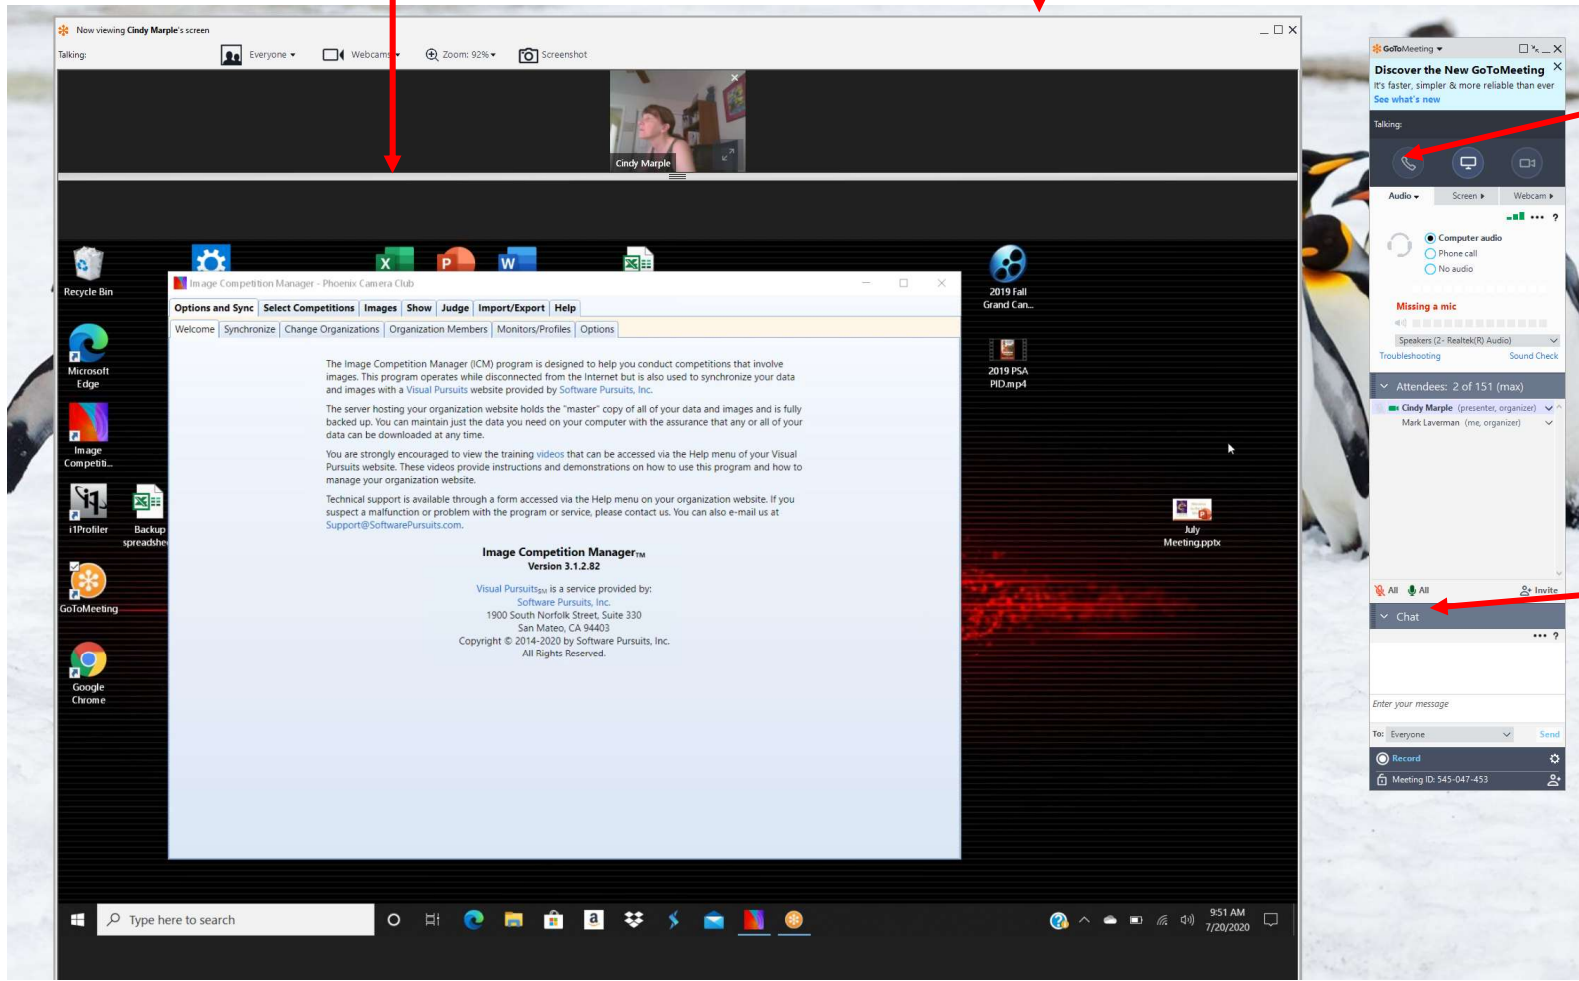 Now viewing Cindy Marple's screen
Talking:
Everyone
Webcams
Zoom: 92%
Screenshot
Cindy Marple
Recycle Bin
Microsoft
Edge
Image
Competiti...
i1Profiler
Backup
spreadshe
GoToMeeting
Google
Chrome
Image Competition Manager - Phoenix Camera Club
Options and Sync Select Competitions Images Show Judge Import/Export Help
Welcome Synchronize Change Organizations Organization Members Monitors/Profiles Options
The Image Competition Manager (ICM) program is designed to help you conduct competitions that involve
images. This program operates while disconnected from the Internet but is also used to synchronize your data
and images with a Visual Pursuits website provided by Software Pursuits, Inc.
The server hosting your organization website holds the "master" copy of all of your data and images and is fully
backed up. You can maintain just the data you need on your computer with the assurance that any or all of your
data can be downloaded at any time.
You are strongly encouraged to view the training videos that can be accessed via the Help menu of your Visual
Pursuits website. These videos provide instructions and demonstrations on how to use this program and how to
manage your organization website.
Technical support is available through a form accessed via the Help menu on your organization website. If you
suspect a malfunction or problem with the program or service, please contact us. You can also e-mail us at
Support@SoftwarePursuits.com.
Image Competition Manager™
Version 3.1.2.82
Visual Pursuits℠ is a service provided by:
Software Pursuits, Inc.
1900 South Norfolk Street, Suite 330
San Mateo, CA 94403
Copyright © 2014-2020 by Software Pursuits, Inc.
All Rights Reserved.
2019 Fall
Grand Can...
2019 PSA
PID.mp4
July
Meeting.pptx
Type here to search
9:51 AM
7/20/2020
GoToMeeting
Discover the New GoToMeeting
It's faster, simpler & more reliable than ever
See what's new
Talking:
Audio Screen Webcam
Computer audio
Phone call
No audio
Missing a mic
Speakers (2- Realtek(R) Audio)
Troubleshooting Sound Check
Attendees: 2 of 151 (max)
Cindy Marple (presenter, organizer)
Mark Laverman (me, organizer)
All All Invite
Chat
Enter your message
To: Everyone Send
Record
Meeting ID: 545-047-453